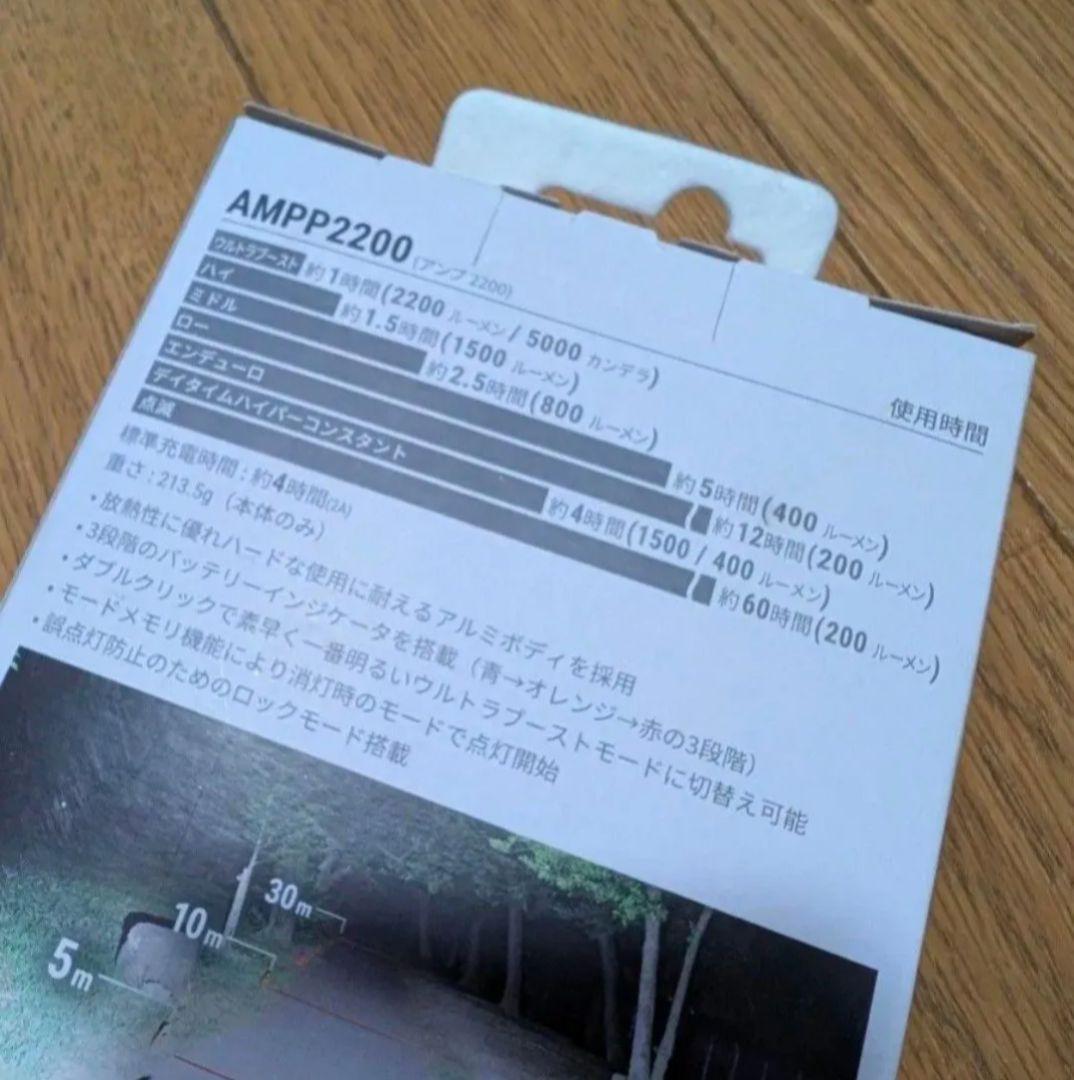 AMPP2200 (アンプ 2200)
使用時間
ウルトラブースト 約1時間(2200 ルーメン / 5000 カンデラ)
ハイ 約1.5時間(1500 ルーメン)
ミドル 約2.5時間(800 ルーメン)
ロー 約5時間(400 ルーメン)
エンデューロ 約12時間(200 ルーメン)
デイタイムハイパーコンスタント 約4時間(1500 / 400 ルーメン)
点滅 約60時間(200 ルーメン)
標準充電時間 : 約4時間(2A)
重さ : 213.5g (本体のみ)
・放熱性に優れハードな使用に耐えるアルミボディを採用
・3段階のバッテリーインジケータを搭載 (青→オレンジ→赤の3段階)
・ダブルクリックで素早く一番明るいウルトラブーストモードに切替え可能
・モードメモリ機能により消灯時のモードで点灯開始
・誤点灯防止のためのロックモード搭載
30m
10m
5m